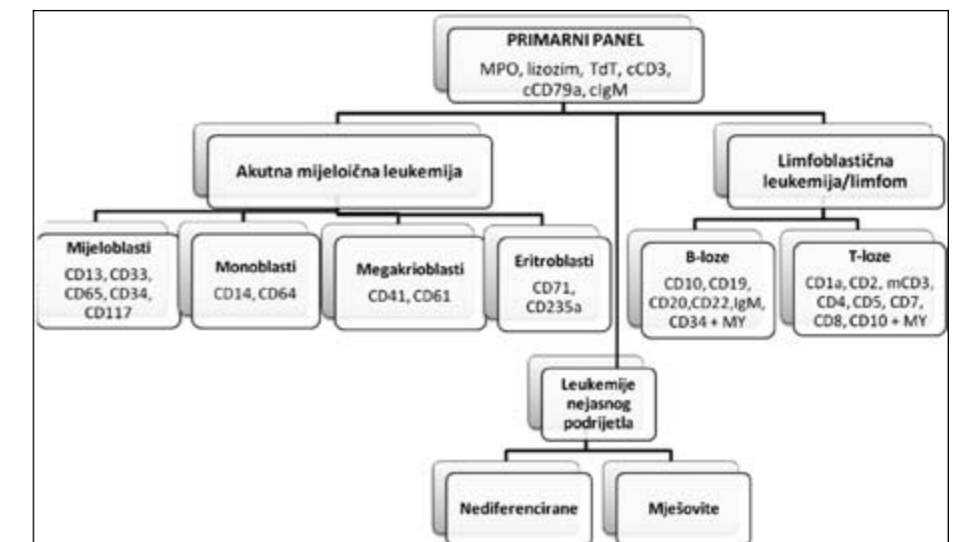 PRIMARNI PANEL
MPO, lizozim, TdT, cCD3,
cCD79a, cIgM
Akutna mijeloična leukemija
Limfoblastična
leukemija/limfom
Mijeloblasti
CD13, CD33,
CD65, CD34,
CD117
Monoblasti
CD14, CD64
Megakrioblasti
CD41, CD61
Eritroblasti
CD71,
CD235a
B-loze
CD10, CD19,
CD20,CD22,IgM,
CD34 + MY
T-loze
CD1a, CD2, mCD3,
CD4, CD5, CD7,
CD8, CD10 + MY
Leukemije
nejasnog
podrijetla
Nediferencirane
Mješovite